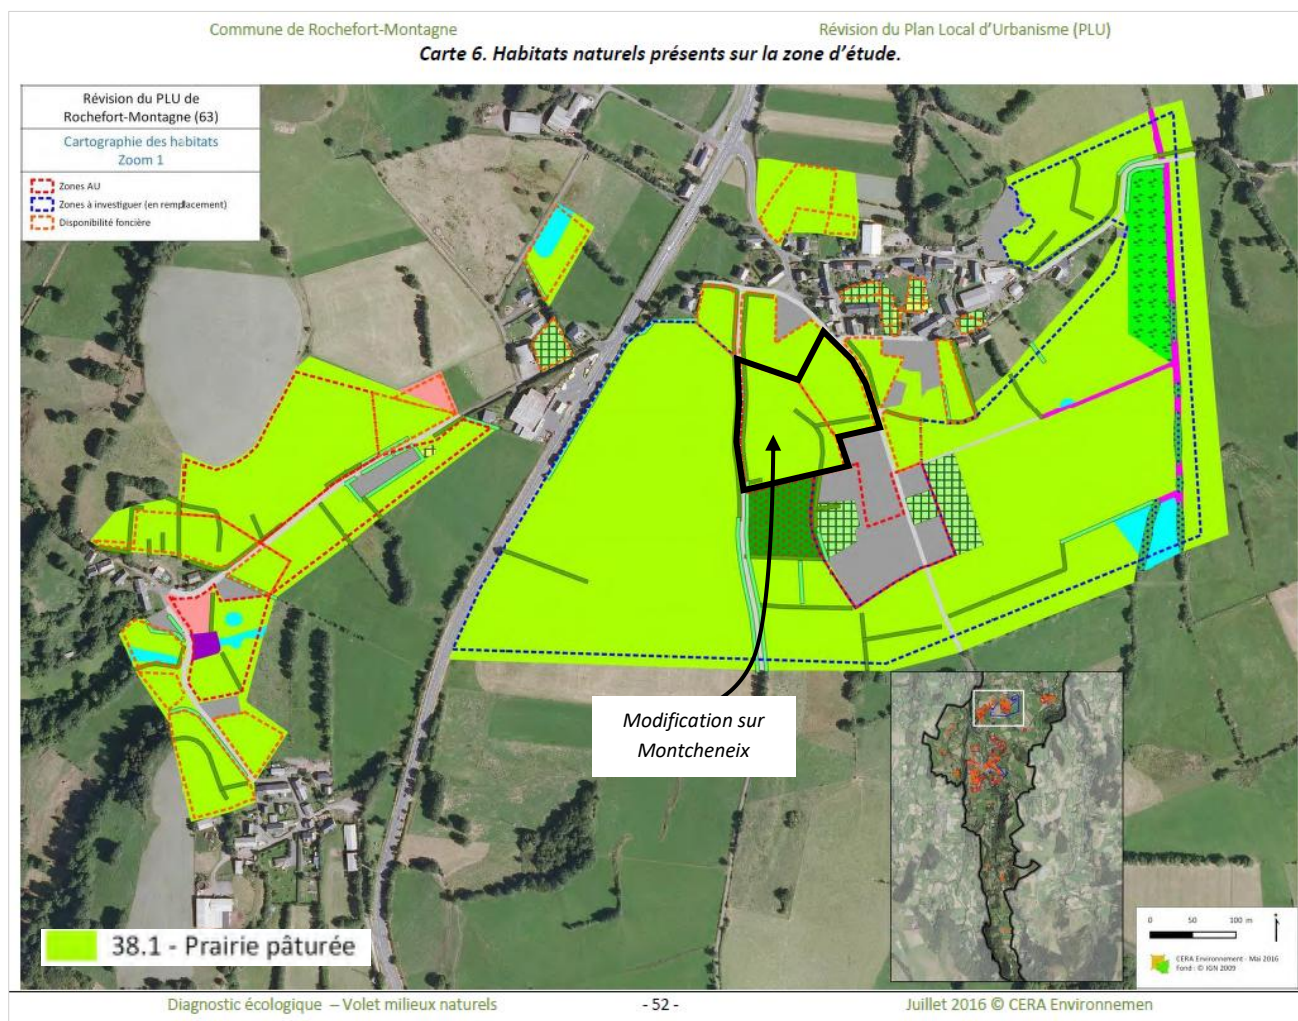 Commune de Rochefort-Montagne
Révision du Plan Local d'Urbanisme (PLU)
Carte 6. Habitats naturels présents sur la zone d'étude.
Révision du PLU de
Rochefort-Montagne (63)
Cartographie des habitats
Zoom 1
Zones AU
Zones à investiguer (en remplacement)
Disponibilité foncière
Modification sur
Montcheneix
38.1 - Prairie pâturée
0 50 100 m
CERA Environnement - Mai 2016
Fond : © IGN 2009
Diagnostic écologique – Volet milieux naturels
- 52 -
Juillet 2016 © CERA Environnemen